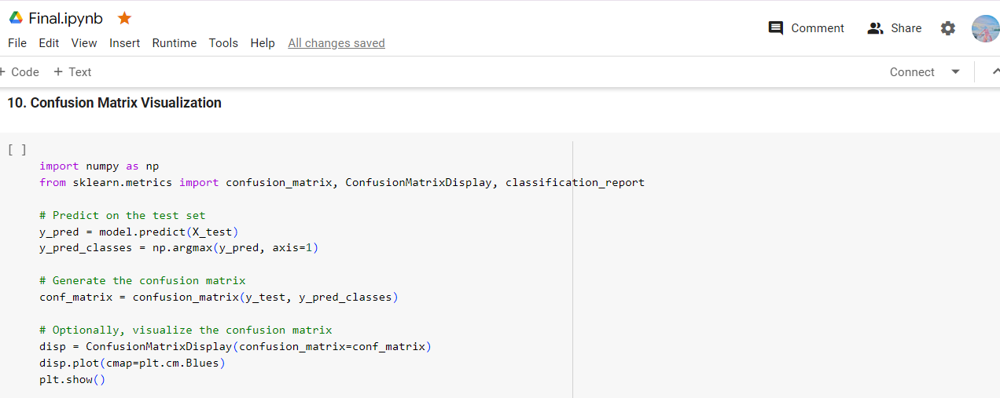 Final.ipynb
Comment
Share
File Edit View Insert Runtime Tools Help All changes saved
+ Code + Text
Connect
10. Confusion Matrix Visualization
[ ]
import numpy as np
from sklearn.metrics import confusion_matrix, ConfusionMatrixDisplay, classification_report
# Predict on the test set
y_pred = model.predict(X_test)
y_pred_classes = np.argmax(y_pred, axis=1)
# Generate the confusion matrix
conf_matrix = confusion_matrix(y_test, y_pred_classes)
# Optionally, visualize the confusion matrix
disp = ConfusionMatrixDisplay(confusion_matrix=conf_matrix)
disp.plot(cmap=plt.cm.Blues)
plt.show()